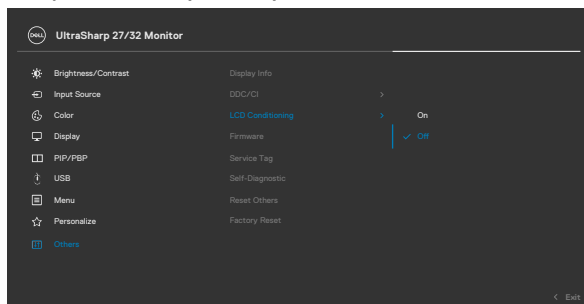 DELL
UltraSharp 27/32 Monitor
Brightness/Contrast
Display Info
Input Source
DDC/CI
Color
LCD Conditioning
On
Display
Firmware
Off
PIP/PBP
Service Tag
USB
Self-Diagnostic
Menu
Reset Others
Personalize
Factory Reset
Others
Exit